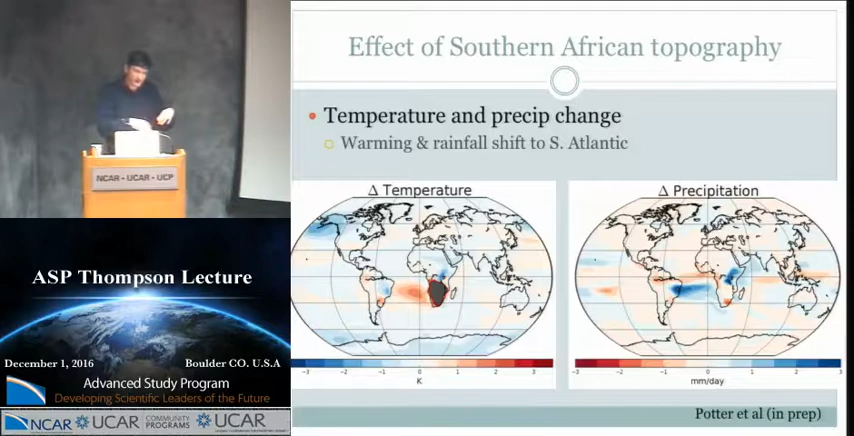 Effect of Southern African topography
Temperature and precip change
Warming & rainfall shift to S. Atlantic
Δ Temperature
Δ Precipitation
-3 -2 -1 0 1 2 3
K
-3 -2 -1 0 1 2 3
mm/day
Potter et al (in prep)
NCAR - UCAR - UCP
ASP Thompson Lecture
December 1, 2016 Boulder CO. U.S.A
Advanced Study Program
Developing Scientific Leaders of the Future
NCAR UCAR COMMUNITY PROGRAMS UCAR